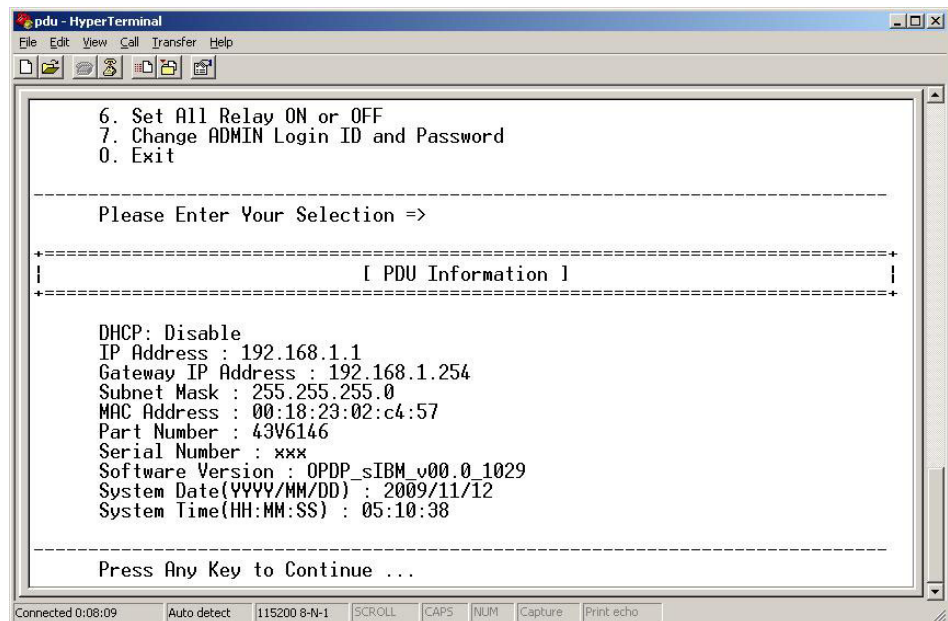 pdu - HyperTerminal
File Edit View Call Transfer Help
6. Set All Relay ON or OFF
7. Change ADMIN Login ID and Password
0. Exit
Please Enter Your Selection =>
[ PDU Information ]
DHCP: Disable
IP Address : 192.168.1.1
Gateway IP Address : 192.168.1.254
Subnet Mask : 255.255.255.0
MAC Address : 00:18:23:02:c4:57
Part Number : 43V6146
Serial Number : xxx
Software Version : OPDP_sIBM_v00.0_1029
System Date(YYYY/MM/DD) : 2009/11/12
System Time(HH:MM:SS) : 05:10:38
Press Any Key to Continue ...
Connected 0:08:09 Auto detect 115200 8-N-1 SCROLL CAPS NUM Capture Print echo